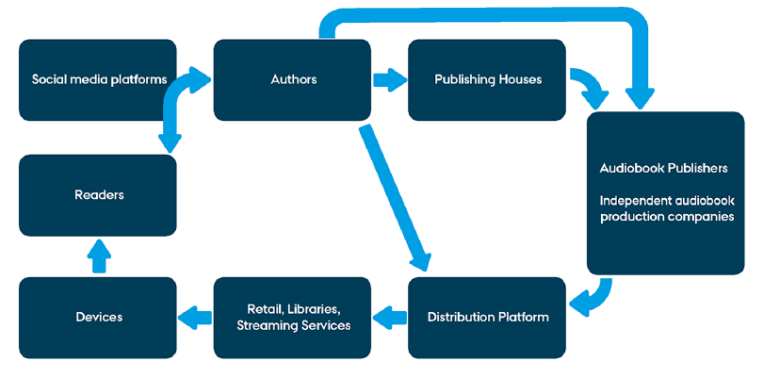 Social media platforms
Authors
Publishing Houses
Audiobook Publishers
Independent audiobook
production companies
Readers
Devices
Retail, Libraries,
Streaming Services
Distribution Platform